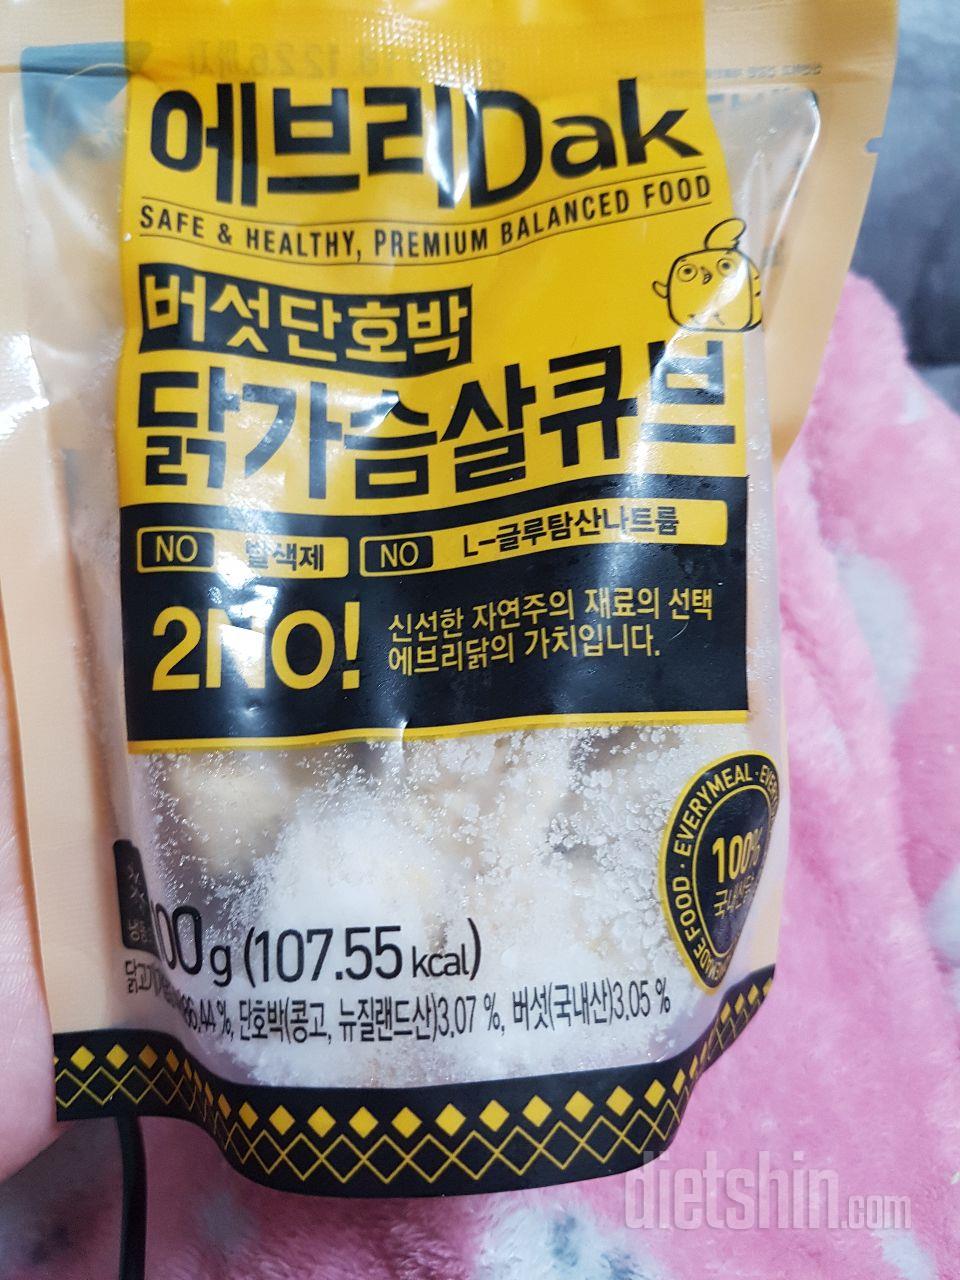 에브리Dak
SAFE & HEALTHY, PREMIUM BALANCED FOOD
버섯단호박
닭가슴살큐브
NO 발색제 NO L-글루탐산나트륨
2NO!
신선한 자연주의 재료의 선택
에브리닭의 가치입니다.
EVERYMEAL
FOOD
100%
100g (107.55 kcal)
단호박(콩고, 뉴질랜드산)3.07 %, 버섯(국내산)3.05 %
dietshin.com